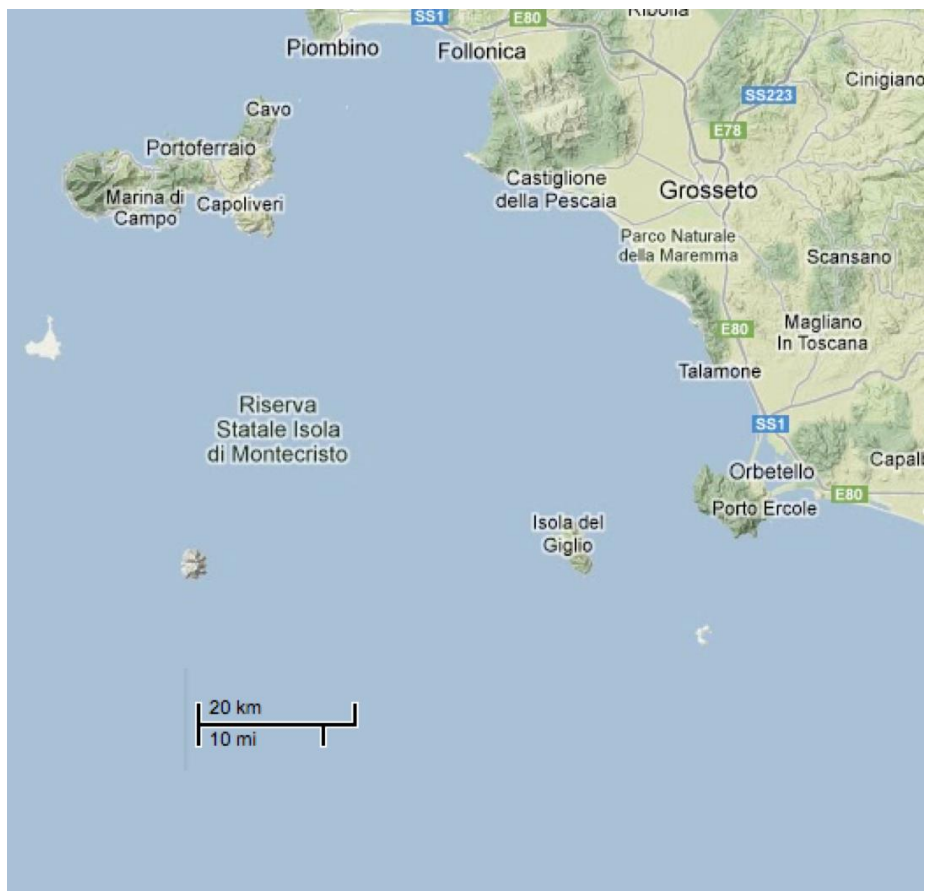 SS1
E80
Ribolla
Piombino
Follonica
Cinigiano
SS223
Cavo
E78
Portoferraio
Castiglione
della Pescaia
Grosseto
Marina di
Campo
Capoliveri
Parco Naturale
della Maremma
Scansano
E80
Magliano
In Toscana
Talamone
Riserva
Statale Isola
di Montecristo
SS1
Orbetello
Capalb
E80
Porto Ercole
Isola del
Giglio
20 km
10 mi